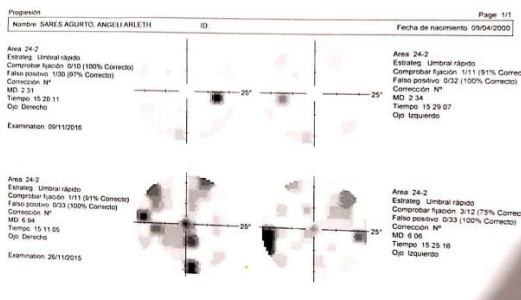 Progresión
Page 1/1
Nombre SARES AGURTO, ANGELI ARLETH ID
Fecha de nacimiento 09/04/2000
Area 24-2
Estrateg Umbral rápido
Comprobar fijación 0/10 (100% Correcto)
Falso positivo 1/30 (97% Correcto)
Corrección Nº
MD 2 31
Tiempo 15 20 11
Ojo Derecho
Examination 09/11/2016
25°
25°
Area 24-2
Estrateg Umbral rápido
Comprobar fijación 1/11 (91% Correcto)
Falso positivo 0/32 (100% Correcto)
Corrección Nº
MD 2 34
Tiempo 15 29 07
Ojo Izquierdo
Area 24-2
Estrateg Umbral rápido
Comprobar fijación 1/11 (91% Correcto)
Falso positivo 0/33 (100% Correcto)
Corrección Nº
MD 6 94
Tiempo 15 11 05
Ojo Derecho
Examination 26/11/2015
25°
25°
Area 24-2
Estrateg Umbral rápido
Comprobar fijación 3/12 (75% Correc
Falso positivo 0/33 (100% Correcto)
Corrección Nº
MD 6 06
Tiempo 15 25 16
Ojo Izquierdo